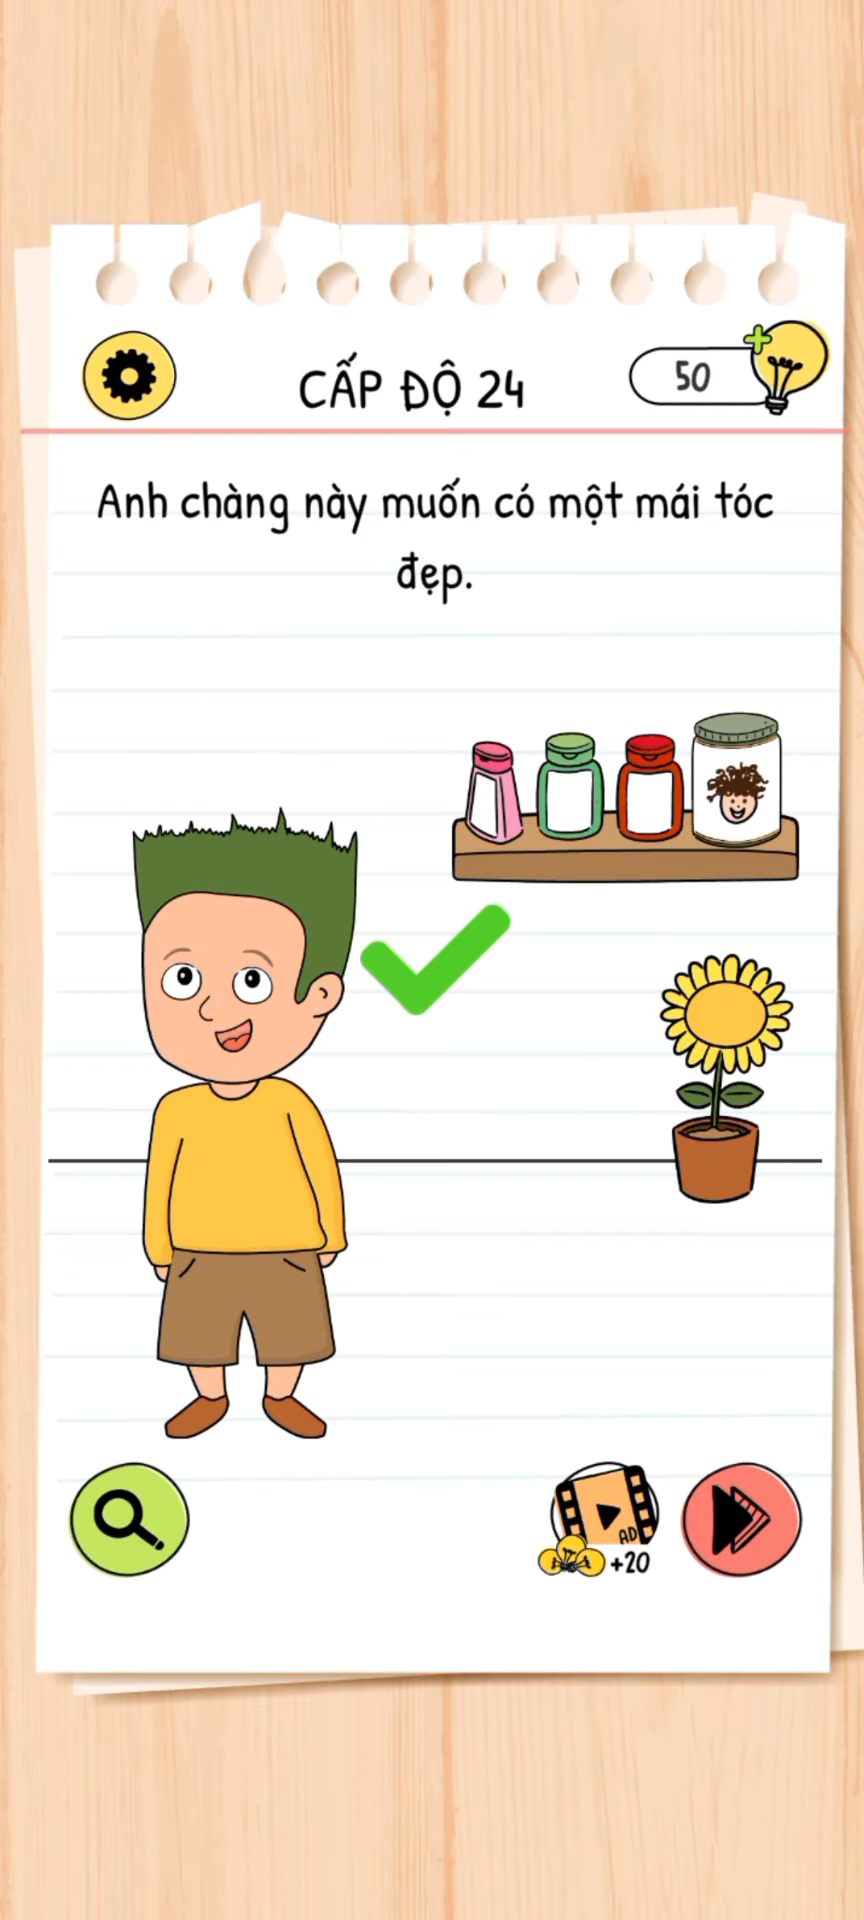 CẤP ĐỘ 24
50
Anh chàng này muốn có một mái tóc
đẹp.
AD
+20